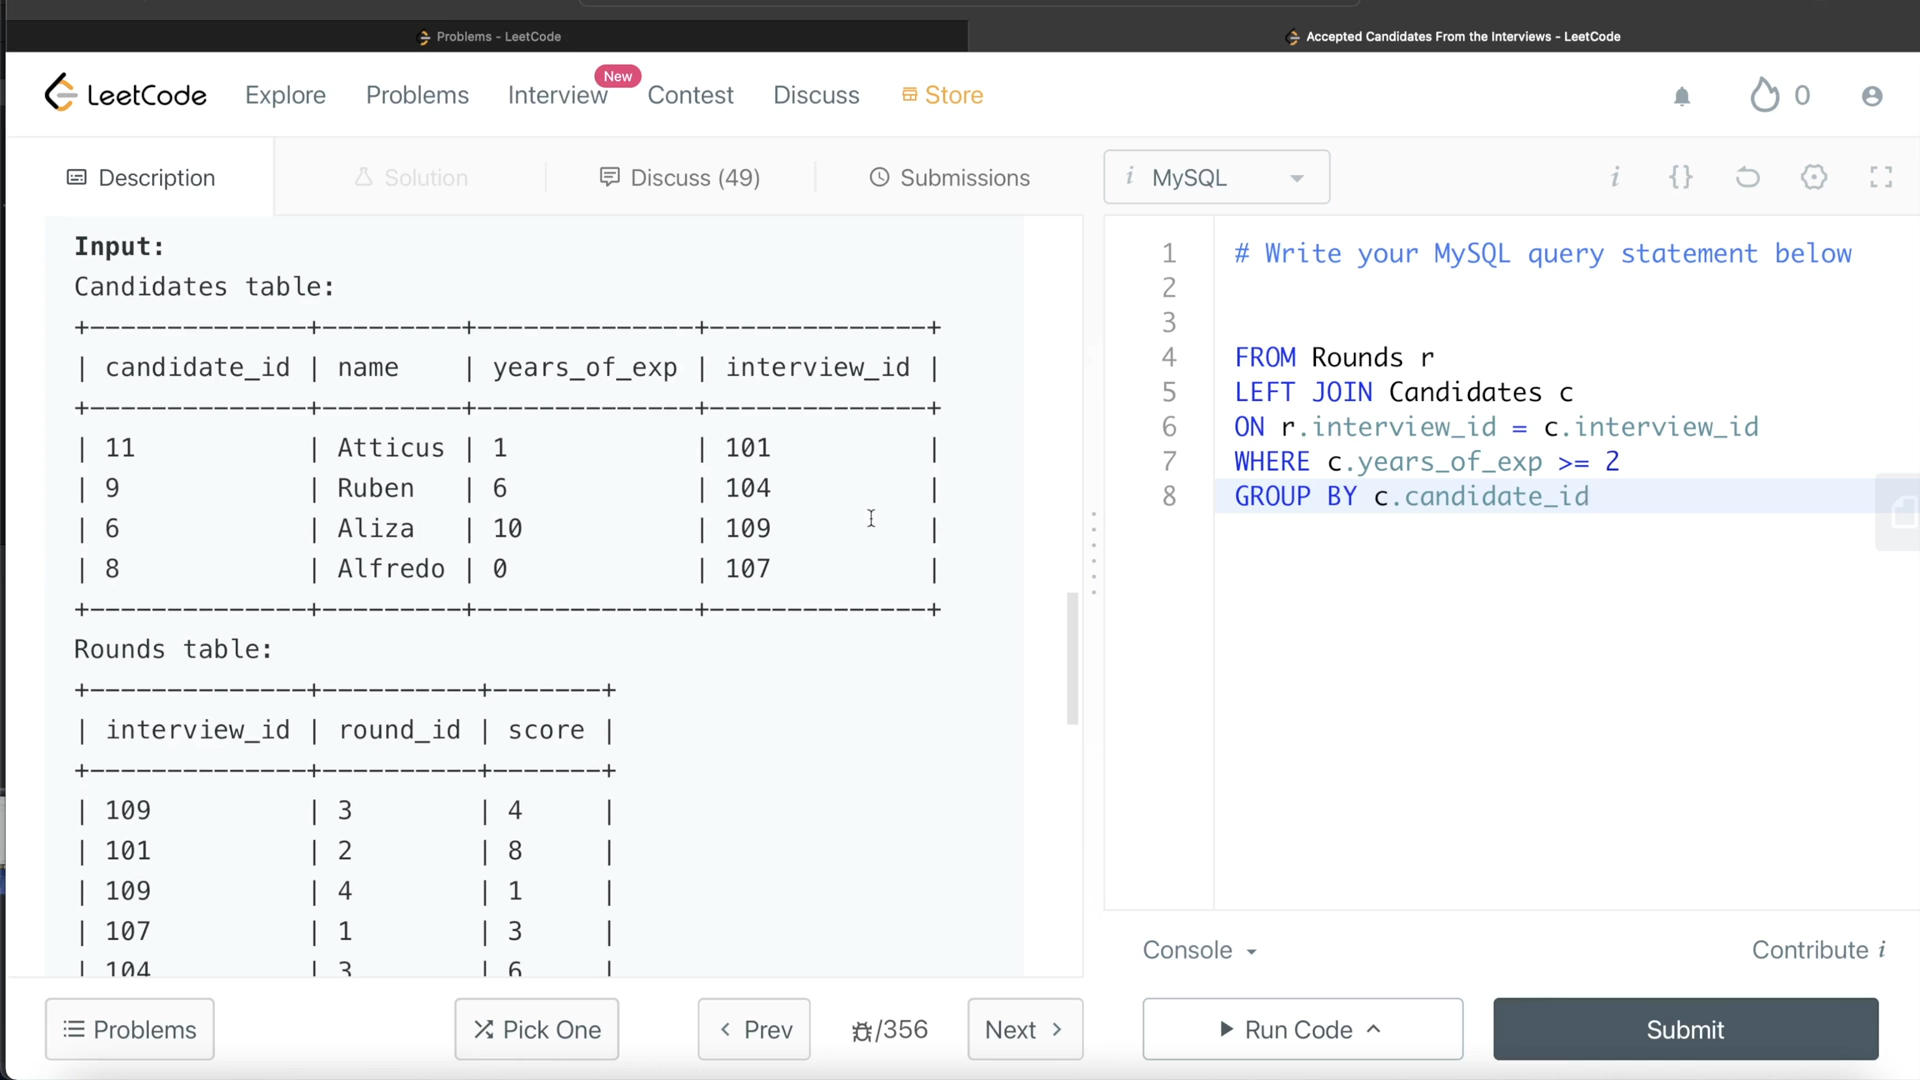 Problems - LeetCode
Accepted Candidates From the Interviews - LeetCode
LeetCode Explore Problems Interview New Contest Discuss Store 0
Description Solution Discuss (49) Submissions
i MySQL i {}
Input:
Candidates table:
+--------------+---------+--------------+--------------+
| candidate_id | name | years_of_exp | interview_id |
+--------------+---------+--------------+--------------+
| 11 | Atticus | 1 | 101 |
| 9 | Ruben | 6 | 104 |
| 6 | Aliza | 10 | 109 |
| 8 | Alfredo | 0 | 107 |
+--------------+---------+--------------+--------------+
Rounds table:
+--------------+----------+-------+
| interview_id | round_id | score |
+--------------+----------+-------+
| 109 | 3 | 4 |
| 101 | 2 | 8 |
| 109 | 4 | 1 |
| 107 | 1 | 3 |
| 104 | 3 | 6 |
1 # Write your MySQL query statement below
2
3
4 FROM Rounds r
5 LEFT JOIN Candidates c
6 ON r.interview_id = c.interview_id
7 WHERE c.years_of_exp >= 2
8 GROUP BY c.candidate_id
Console Contribute i
Problems Pick One < Prev /356 Next > Run Code Submit